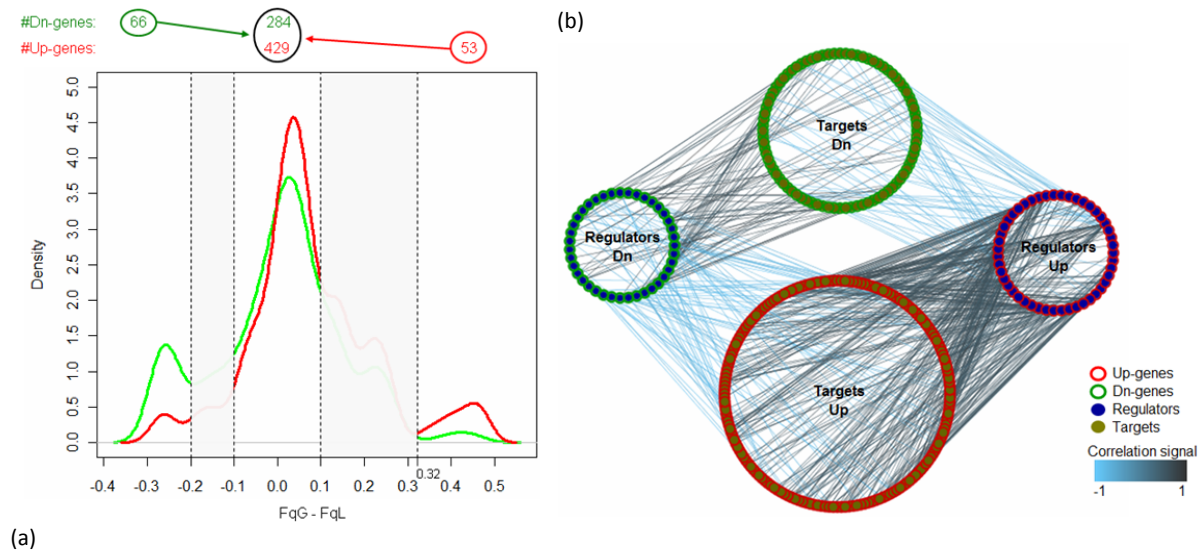 #Dn-genes: 66 284
#Up-genes: 429 53
(b)
5.0
4.5
4.0
3.5
3.0
2.5
2.0
1.5
1.0
0.5
0.0
Density
-0.4 -0.3 -0.2 -0.1 0.0 0.1 0.2 0.3 0.32 0.4 0.5
FqG - FqL
(a)
Targets
Dn
Regulators
Dn
Regulators
Up
Targets
Up
Up-genes
Dn-genes
Regulators
Targets
Correlation signal
-1 1